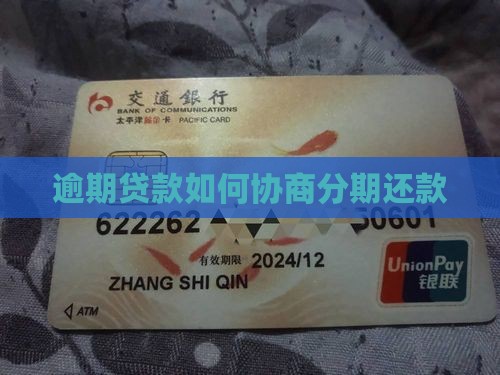 交通銀行
BANK OF COMMUNICATIONS
太平洋 卡 PACIFIC CARD
逾期贷款如何协商分期还款
622262 50601
有效期限 2024/12
ZHANG SHI QIN
ATM
UnionPay
银联